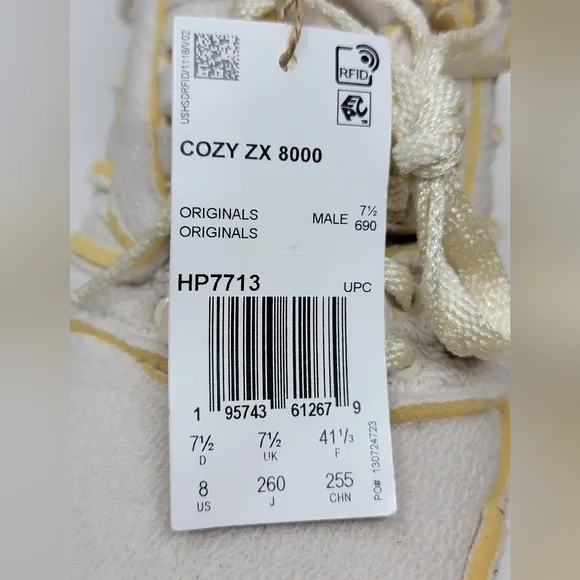 USHSDRFID/1118/V02
RFID
EPC™
COZY ZX 8000
ORIGINALS
ORIGINALS
MALE 7½
690
HP7713 UPC
1 95743 61267 9
7½ 7½ 41⅓
D UK F
8 260 255
US J CHN
PO# 130724723